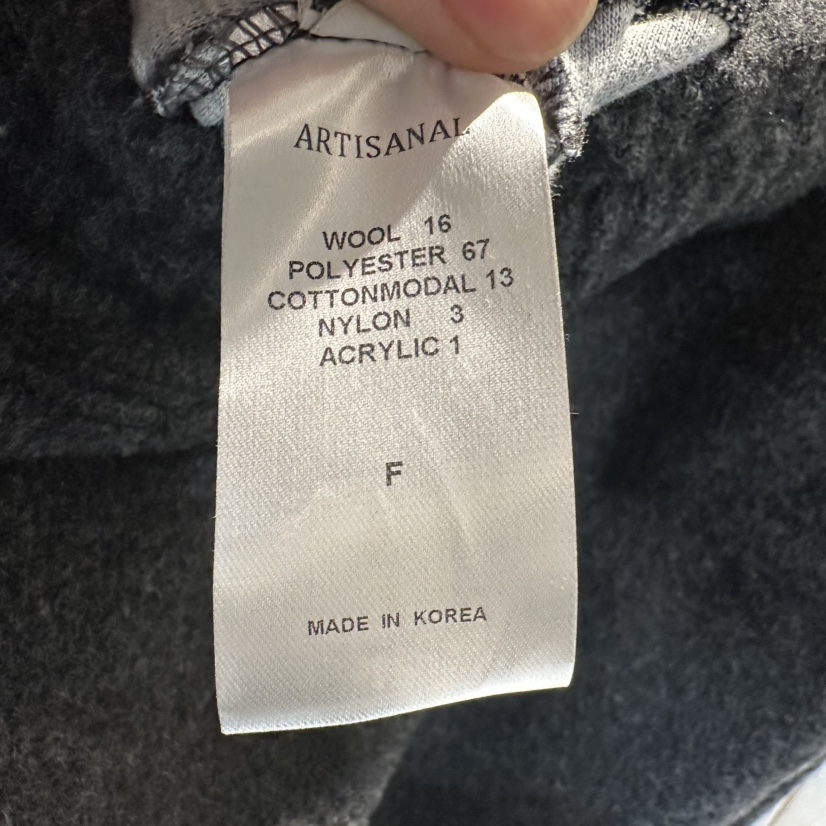 ARTISANAL
WOOL 16
POLYESTER 67
COTTONMODAL 13
NYLON 3
ACRYLIC 1
F
MADE IN KOREA